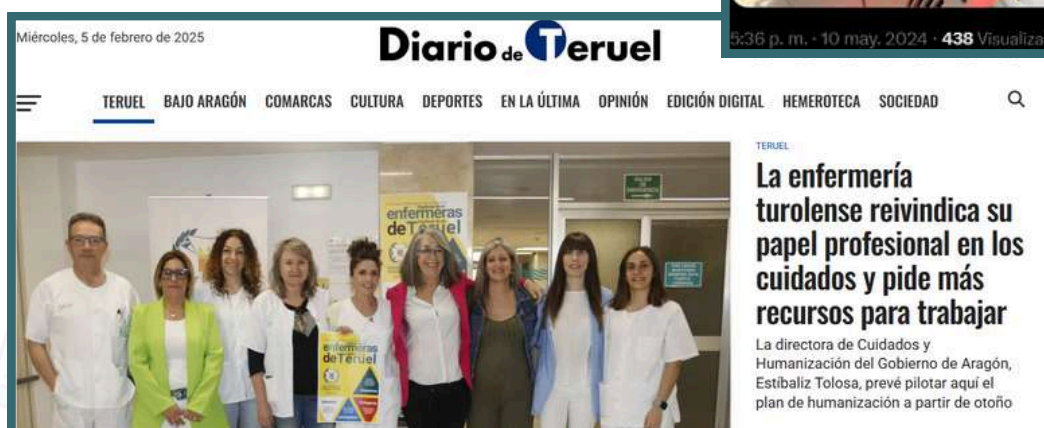 5:36 p. m. · 10 may. 2024 · 438 Visualiza
Miércoles, 5 de febrero de 2025
Diario de Teruel
TERUEL BAJO ARAGÓN COMARCAS CULTURA DEPORTES EN LA ÚLTIMA OPINIÓN EDICIÓN DIGITAL HEMEROTECA SOCIEDAD
TERUEL
La enfermería
turolense reivindica su
papel profesional en los
cuidados y pide más
recursos para trabajar
La directora de Cuidados y
Humanización del Gobierno de Aragón,
Estíbaliz Tolosa, prevé pilotar aquí el
plan de humanización a partir de otoño
enfermeras
de Teruel
enfermeras
de Teruel